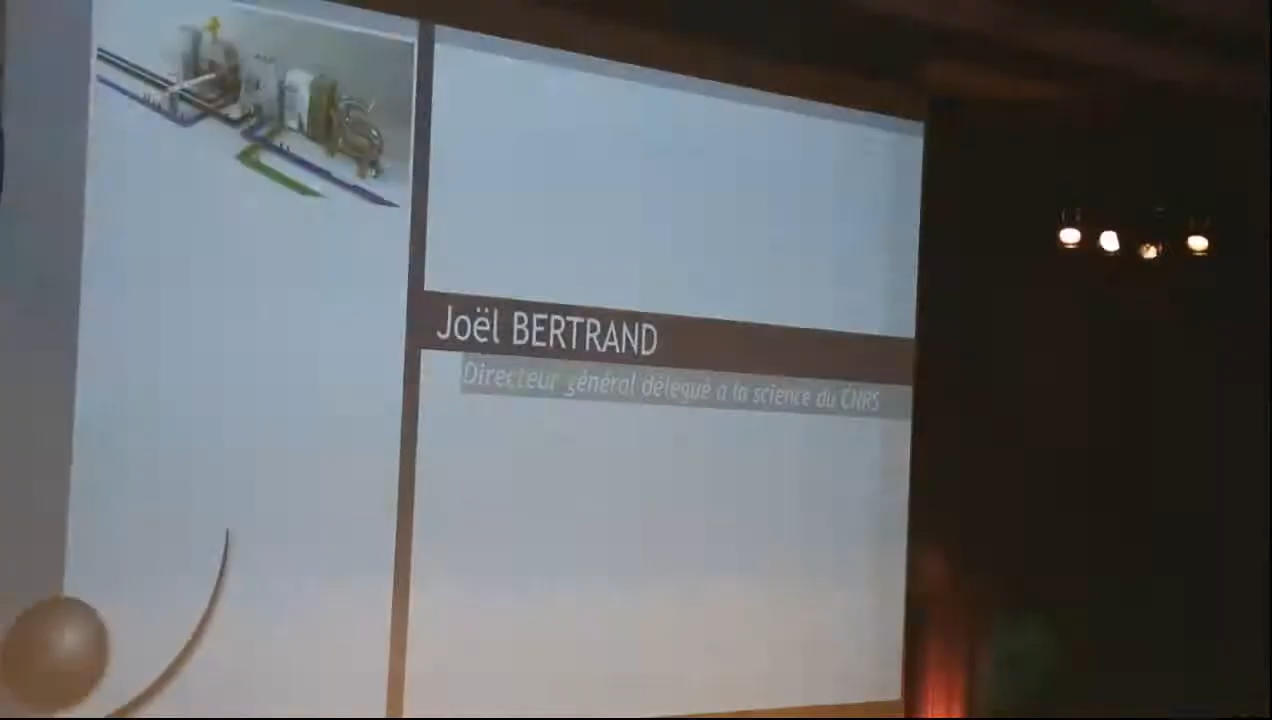 Joël BERTRAND
Directeur général délégué à la science du CNRS